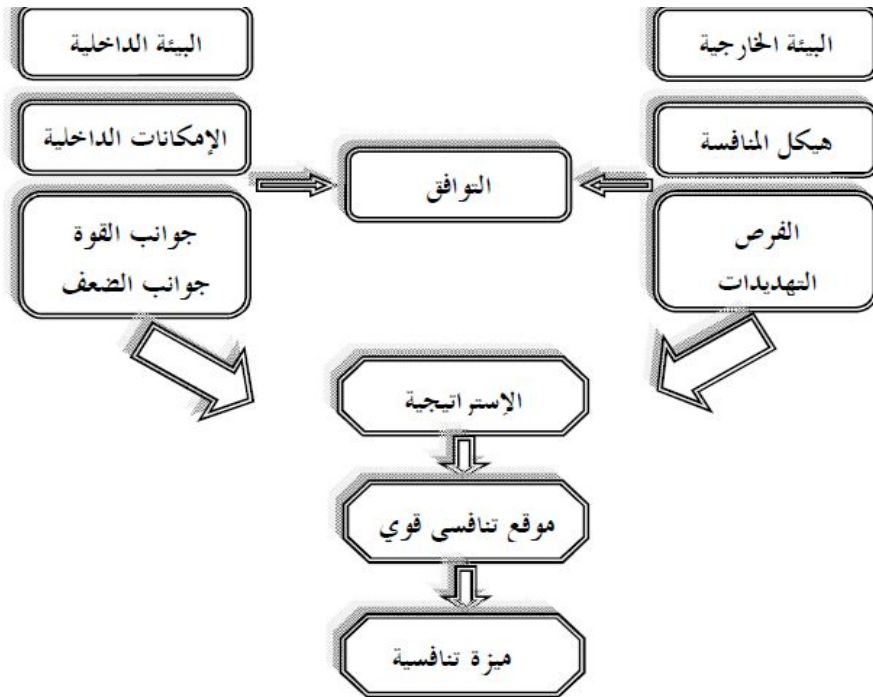 البيئة الخارجية
البيئة الداخلية
هيكل المنافسة
الإمكانات الداخلية
التوافق
الفرص
التهديدات
جوانب القوة
جوانب الضعف
الإستراتيجية
موقع تنافسي قوي
ميزة تنافسية